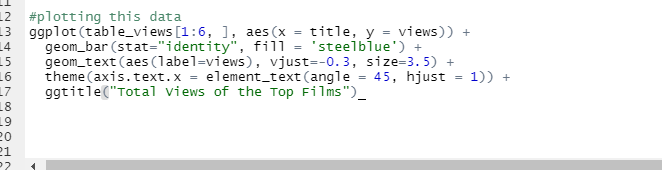 11
12 #plotting this data
13 ggplot(table_views[1:6, ], aes(x = title, y = views)) +
14   geom_bar(stat="identity", fill = 'steelblue') +
15   geom_text(aes(label=views), vjust=-0.3, size=3.5) +
16   theme(axis.text.x = element_text(angle = 45, hjust = 1)) +
17   ggtitle("Total Views of the Top Films")_
18
19
20
21
22